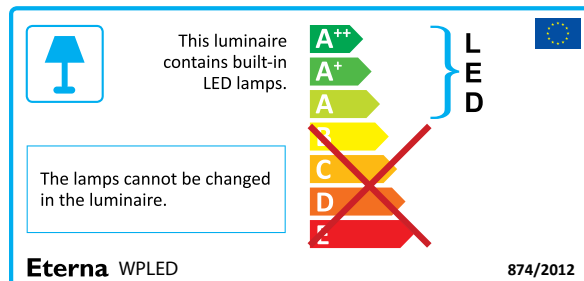 This luminaire
contains built-in
LED lamps.
A++
A+
A
B
C
D
E
L
E
D
The lamps cannot be changed
in the luminaire.
Eterna WPLED
874/2012